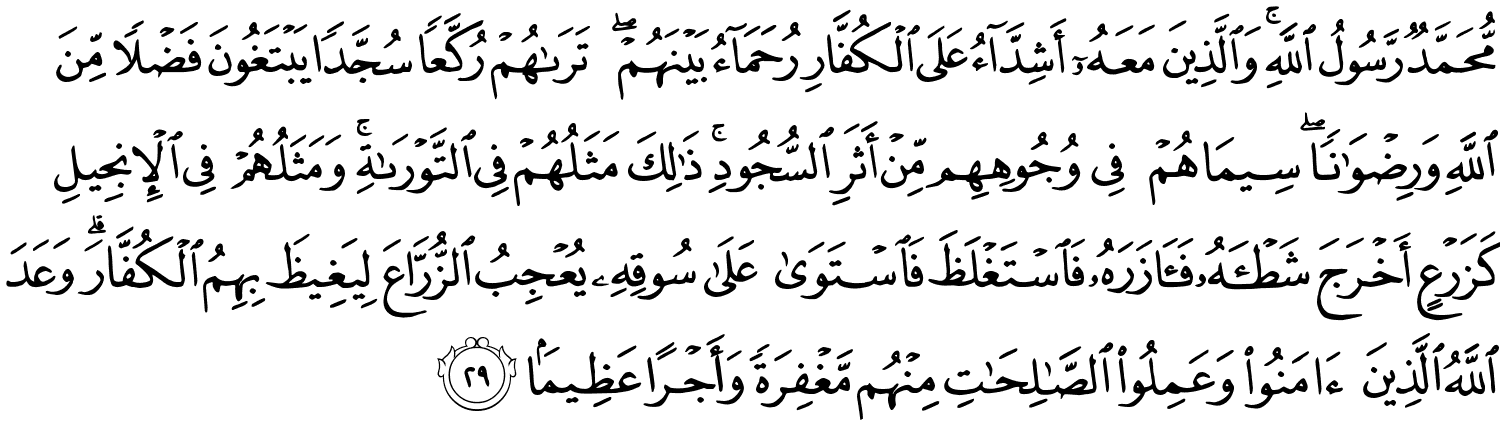 مُّحَمَّدٌ رَّسُولُ ٱللَّهِۚ وَٱلَّذِينَ مَعَهُۥٓ أَشِدَّآءُ عَلَى ٱلْكُفَّارِ رُحَمَآءُ بَيْنَهُمْۖ تَرَىٰهُمْ رُكَّعًا سُجَّدًا يَبْتَغُونَ فَضْلًا مِّنَ
ٱللَّهِ وَرِضْوَٰنًاۖ سِيمَاهُمْ فِى وُجُوهِهِم مِّنْ أَثَرِ ٱلسُّجُودِۚ ذَٰلِكَ مَثَلُهُمْ فِى ٱلتَّوْرَىٰةِۚ وَمَثَلُهُمْ فِى ٱلْإِنجِيلِ
كَزَرْعٍ أَخْرَجَ شَطْـَٔهُۥ فَـَٔازَرَهُۥ فَٱسْتَغْلَظَ فَٱسْتَوَىٰ عَلَىٰ سُوقِهِۦ يُعْجِبُ ٱلزُّرَّاعَ لِيَغِيظَ بِهِمُ ٱلْكُفَّارَۗ وَعَدَ
ٱللَّهُ ٱلَّذِينَ ءَامَنُوا۟ وَعَمِلُوا۟ ٱلصَّـٰلِحَـٰتِ مِنْهُم مَّغْفِرَةً وَأَجْرًا عَظِيمًۢا ٢٩